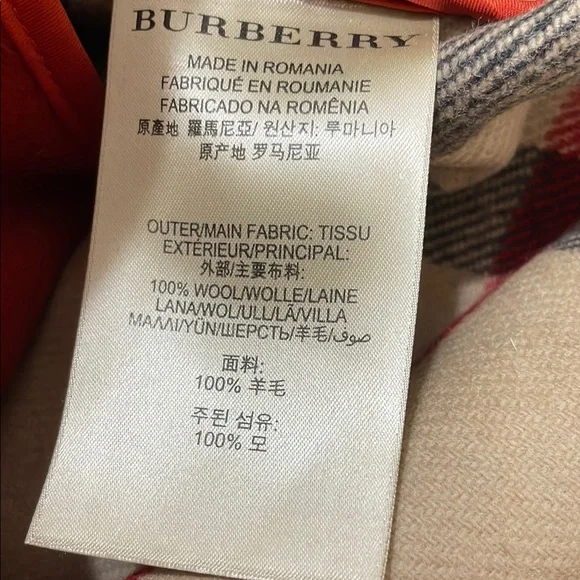 BURBERRY
MADE IN ROMANIA
FABRIQUÉ EN ROUMANIE
FABRICADO NA ROMÊNIA
原產地 羅馬尼亞/ 원산지: 루마니아
原产地 罗马尼亚
OUTER/MAIN FABRIC: TISSU
EXTÉRIEUR/PRINCIPAL:
外部/主要布料:
100% WOOL/WOLLE/LAINE
LANA/WOL/ULL/LÃ/VILLA
ΜΑΛΛΙ/YÜN/ШЕРСТЬ/羊毛/صوف
面料:
100% 羊毛
주된 섬유:
100% 모